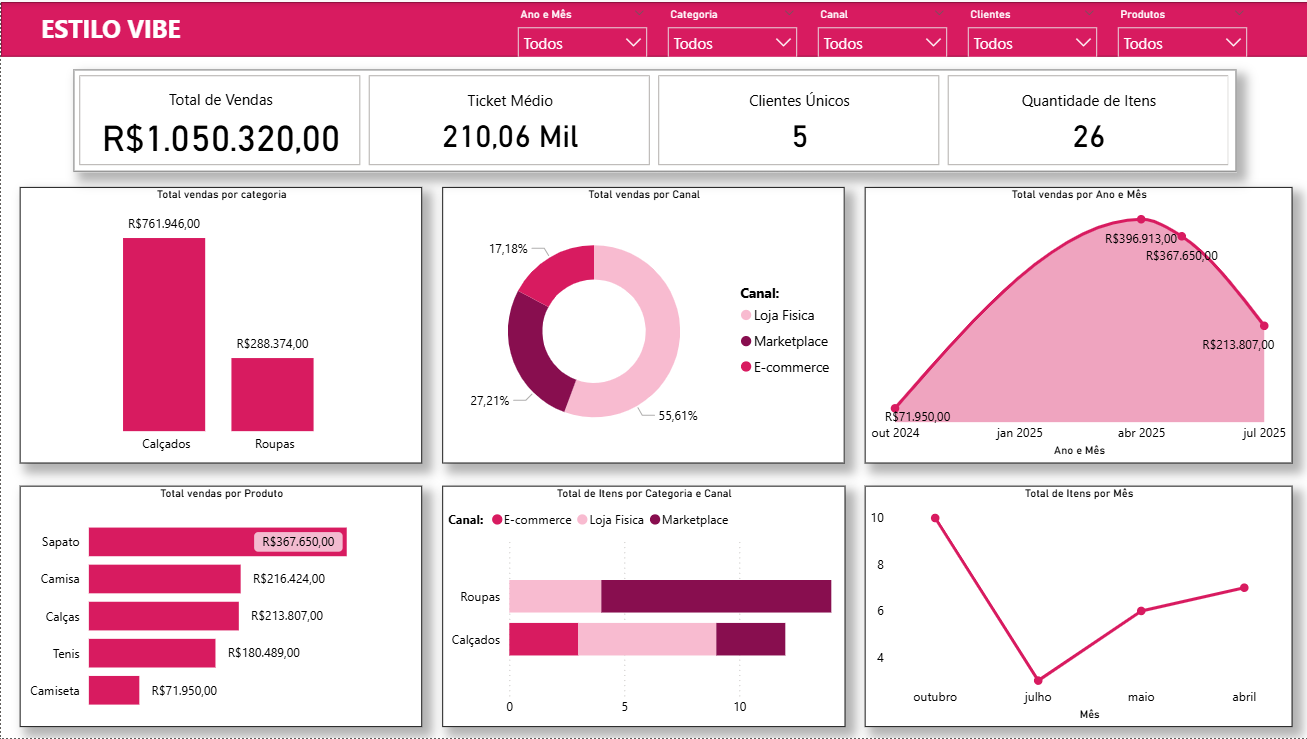 ESTILO VIBE
Ano e Mês
Todos
Categoria
Todos
Canal
Todos
Clientes
Todos
Produtos
Todos
Total de Vendas
R$1.050.320,00
Ticket Médio
210,06 Mil
Clientes Únicos
5
Quantidade de Itens
26
Total vendas por categoria
R$761.946,00
R$288.374,00
Calçados
Roupas
Total vendas por Canal
17,18%
27,21%
55,61%
Canal:
Loja Fisica
Marketplace
E-commerce
Total vendas por Ano e Mês
R$396.913,00
R$367.650,00
R$213.807,00
R$71.950,00
out 2024
jan 2025
abr 2025
jul 2025
Ano e Mês
Total vendas por Produto
Sapato
R$367.650,00
Camisa
R$216.424,00
Calças
R$213.807,00
Tenis
R$180.489,00
Camiseta
R$71.950,00
Total de Itens por Categoria e Canal
Canal:
E-commerce
Loja Fisica
Marketplace
Roupas
Calçados
0
5
10
Total de Itens por Mês
10
8
6
4
outubro
julho
maio
abril
Mês